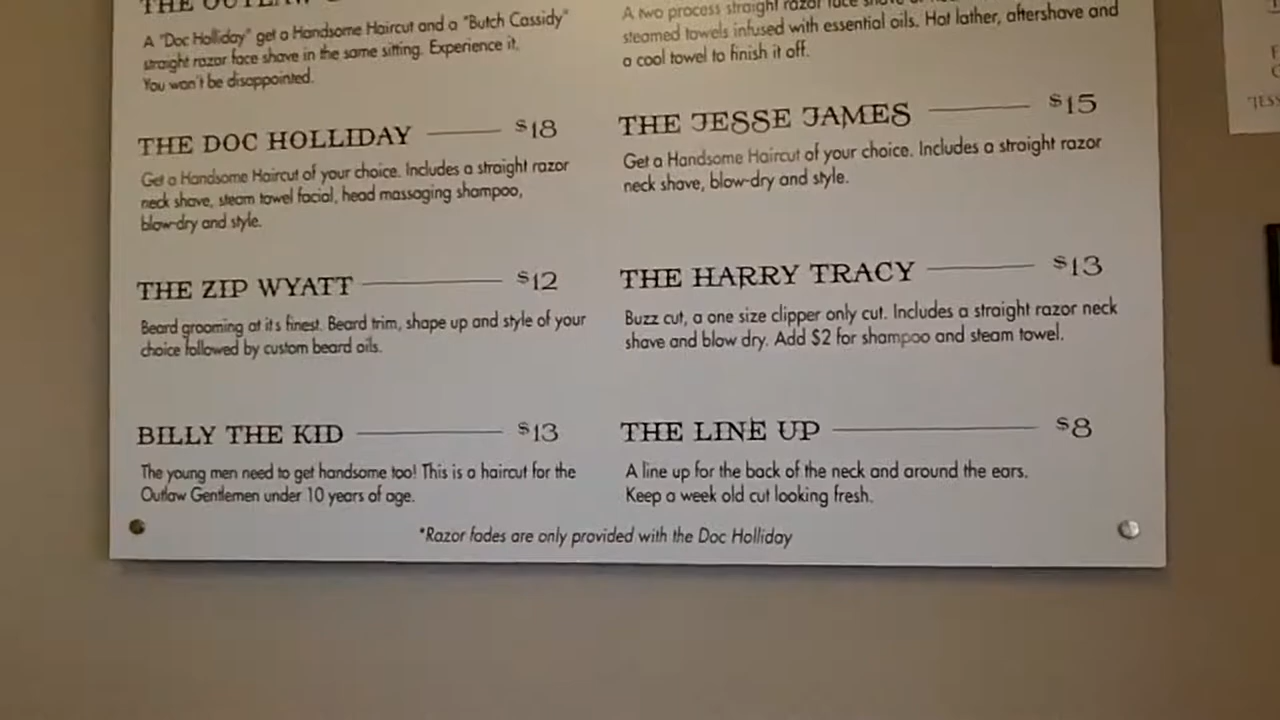 THE OUTLAW
A "Doc Holliday" get a Handsome Haircut and a "Butch Cassidy"
straight razor face shave in the same sitting. Experience it.
You won't be disappointed.
THE DOC HOLLIDAY $18
Get a Handsome Haircut of your choice. Includes a straight razor
neck shave, steam towel facial, head massaging shampoo,
blow-dry and style.
THE ZIP WYATT $12
Beard grooming at it's finest. Beard trim, shape up and style of your
choice followed by custom beard oils.
BILLY THE KID $13
The young men need to get handsome too! This is a haircut for the
Outlaw Gentlemen under 10 years of age.
A two process straight razor face shave
steamed towels infused with essential oils. Hot lather, aftershave and
a cool towel to finish it off.
THE JESSE JAMES $15
Get a Handsome Haircut of your choice. Includes a straight razor
neck shave, blow-dry and style.
THE HARRY TRACY $13
Buzz cut, a one size clipper only cut. Includes a straight razor neck
shave and blow dry. Add $2 for shampoo and steam towel.
THE LINE UP $8
A line up for the back of the neck and around the ears.
Keep a week old cut looking fresh.
*Razor fades are only provided with the Doc Holliday